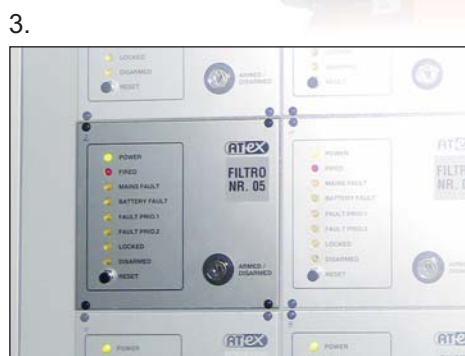 3.
LOCKED
DISARMED
RESET
ARMED /
DISARMED
ATEX
POWER
FIRED
MAINS FAULT
BATTERY FAULT
FAULT PRIO.1
FAULT PRIO.2
LOCKED
DISARMED
RESET
FILTRO
NR. 05
ARMED /
DISARMED
POWER
FIRED
MAINS FAULT
BATTERY FAULT
FAULT PRIO.1
FAULT PRIO.2
LOCKED
DISARMED
RESET
POWER
ATEX
POWER